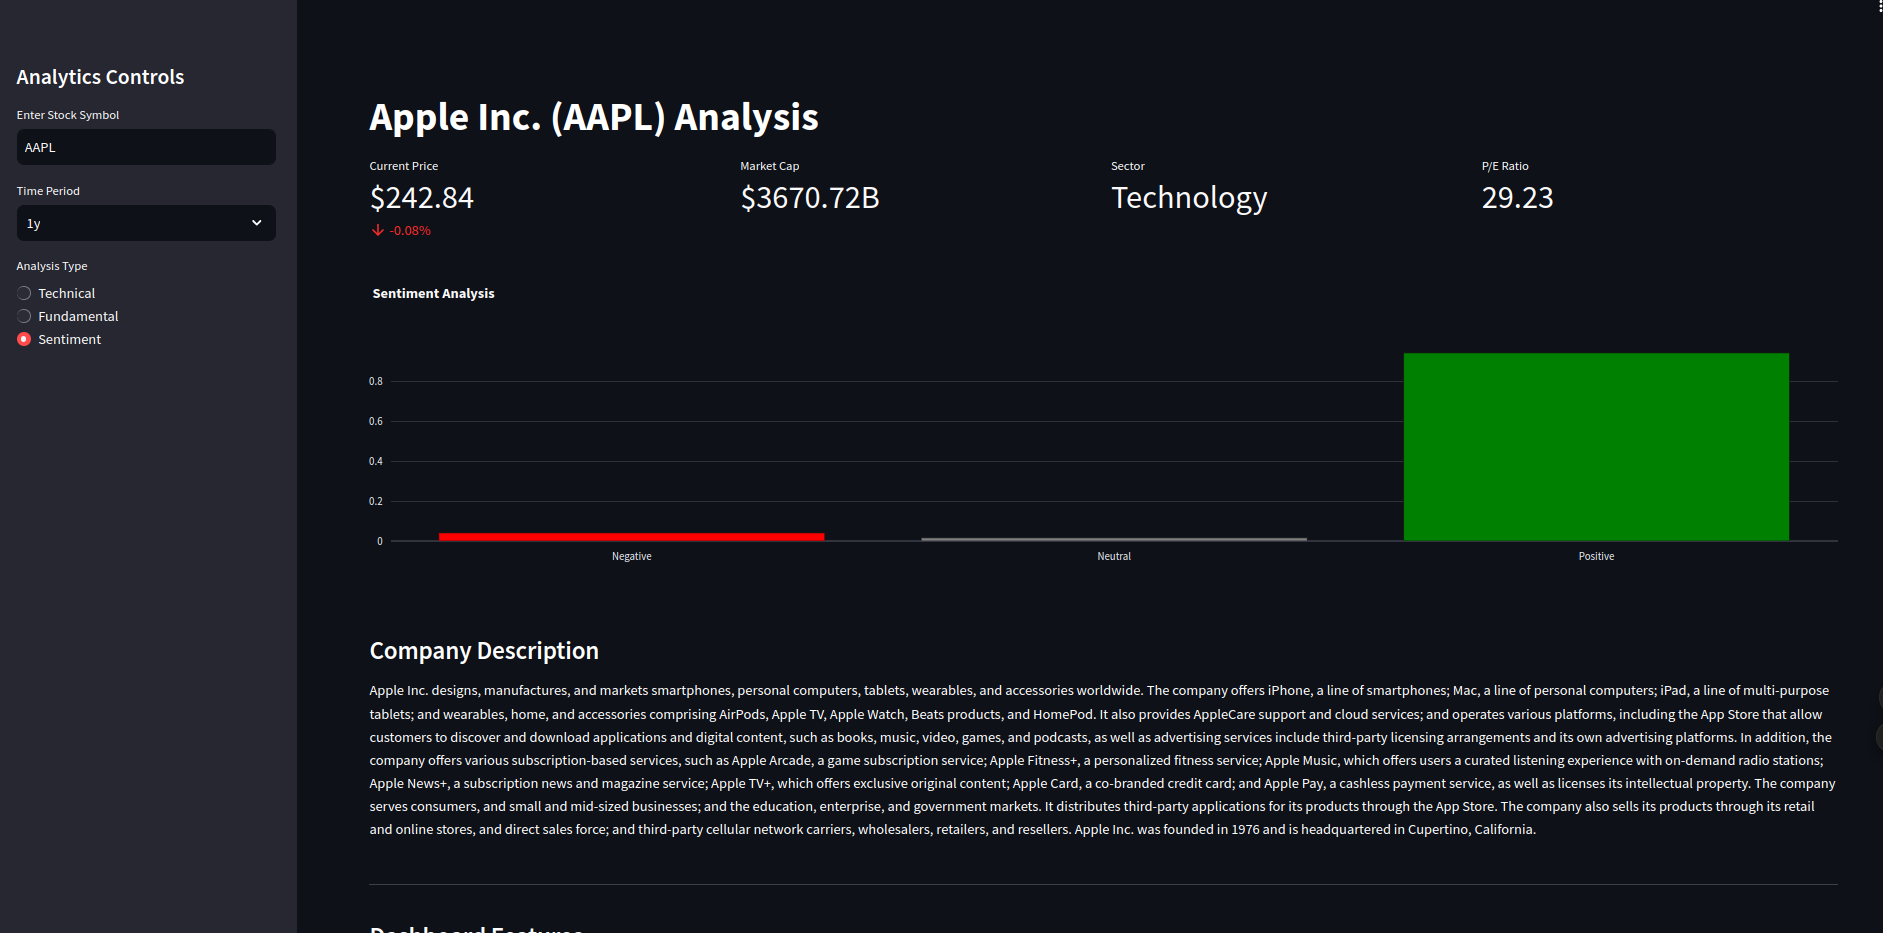 Analytics Controls
Enter Stock Symbol
AAPL
Time Period
1y
Analysis Type
Technical
Fundamental
Sentiment
Apple Inc. (AAPL) Analysis
Current Price
$242.84
-0.08%
Market Cap
$3670.72B
Sector
Technology
P/E Ratio
29.23
Sentiment Analysis
0.8
0.6
0.4
0.2
0
Negative
Neutral
Positive
Company Description
Apple Inc. designs, manufactures, and markets smartphones, personal computers, tablets, wearables, and accessories worldwide. The company offers iPhone, a line of smartphones; Mac, a line of personal computers; iPad, a line of multi-purpose
tablets; and wearables, home, and accessories comprising AirPods, Apple TV, Apple Watch, Beats products, and HomePod. It also provides AppleCare support and cloud services; and operates various platforms, including the App Store that allow
customers to discover and download applications and digital content, such as books, music, video, games, and podcasts, as well as advertising services include third-party licensing arrangements and its own advertising platforms. In addition, the
company offers various subscription-based services, such as Apple Arcade, a game subscription service; Apple Fitness+, a personalized fitness service; Apple Music, which offers users a curated listening experience with on-demand radio stations;
Apple News+, a subscription news and magazine service; Apple TV+, which offers exclusive original content; Apple Card, a co-branded credit card; and Apple Pay, a cashless payment service, as well as licenses its intellectual property. The company
serves consumers, and small and mid-sized businesses; and the education, enterprise, and government markets. It distributes third-party applications for its products through the App Store. The company also sells its products through its retail
and online stores, and direct sales force; and third-party cellular network carriers, wholesalers, retailers, and resellers. Apple Inc. was founded in 1976 and is headquartered in Cupertino, California.
Dashboard Features